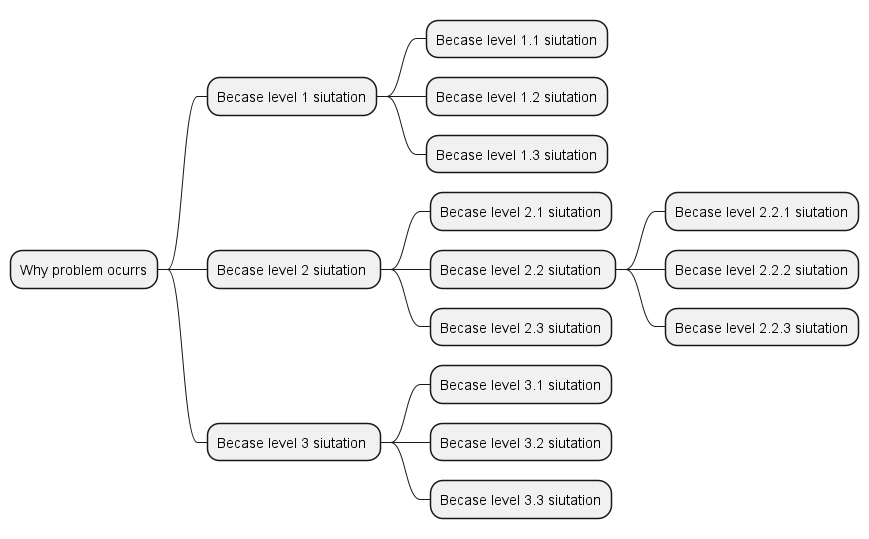 Why problem ocurrs
Becase level 1 siutation
Becase level 1.1 siutation
Becase level 1.2 siutation
Becase level 1.3 siutation
Becase level 2 siutation
Becase level 2.1 siutation
Becase level 2.2 siutation
Becase level 2.2.1 siutation
Becase level 2.2.2 siutation
Becase level 2.2.3 siutation
Becase level 2.3 siutation
Becase level 3 siutation
Becase level 3.1 siutation
Becase level 3.2 siutation
Becase level 3.3 siutation